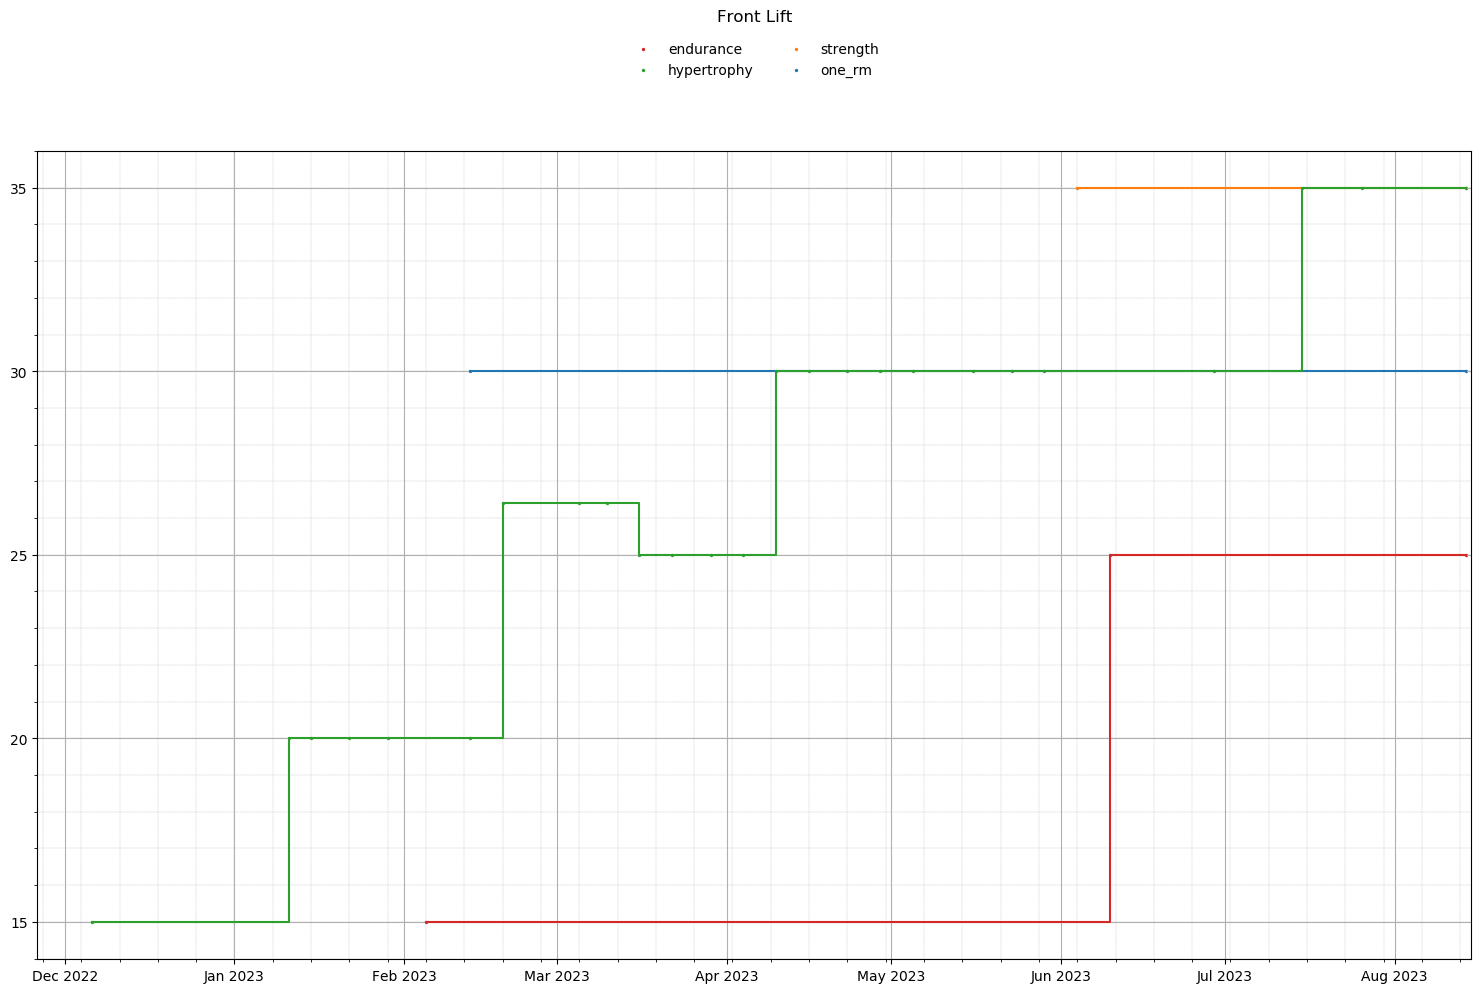 Front Lift
endurance strength
hypertrophy one_rm
35
30
25
20
15
Dec 2022 Jan 2023 Feb 2023 Mar 2023 Apr 2023 May 2023 Jun 2023 Jul 2023 Aug 2023